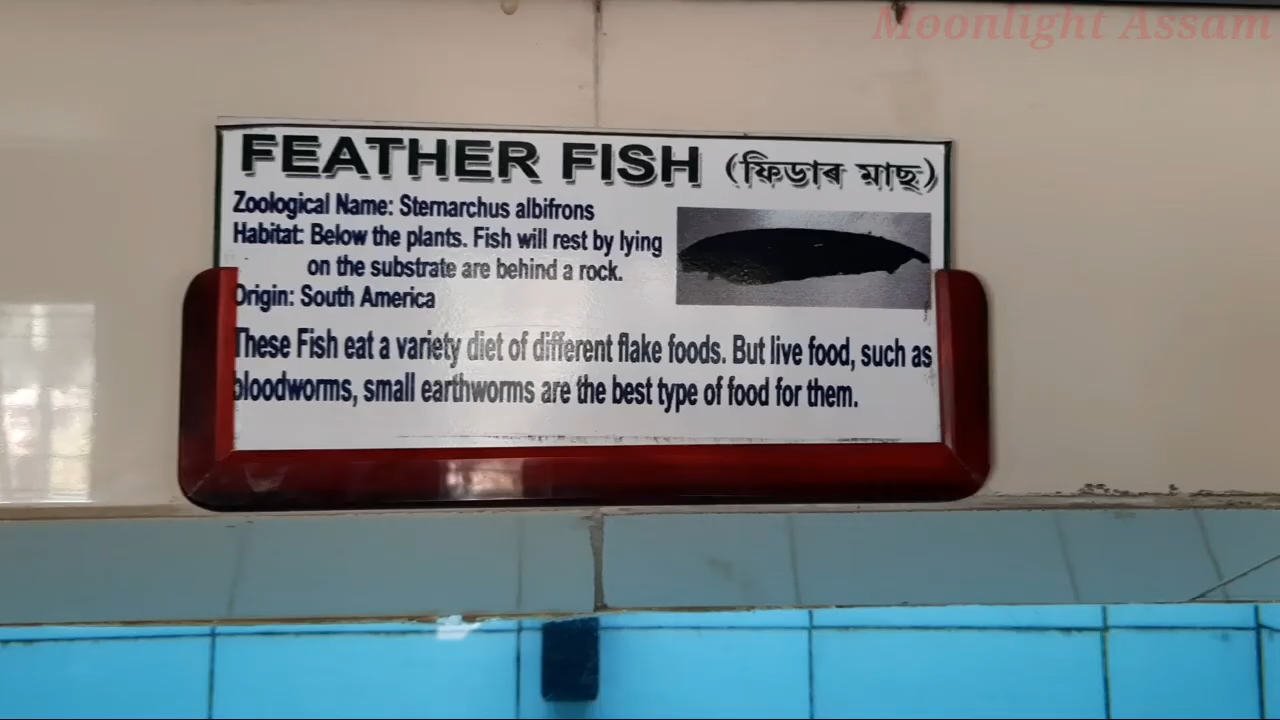 Moonlight Assam
FEATHER FISH (ফিডাৰ মাছ)
Zoological Name: Sternarchus albifrons
Habitat: Below the plants. Fish will rest by lying
on the substrate are behind a rock.
Origin: South America
These Fish eat a variety diet of different flake foods. But live food, such as
bloodworms, small earthworms are the best type of food for them.